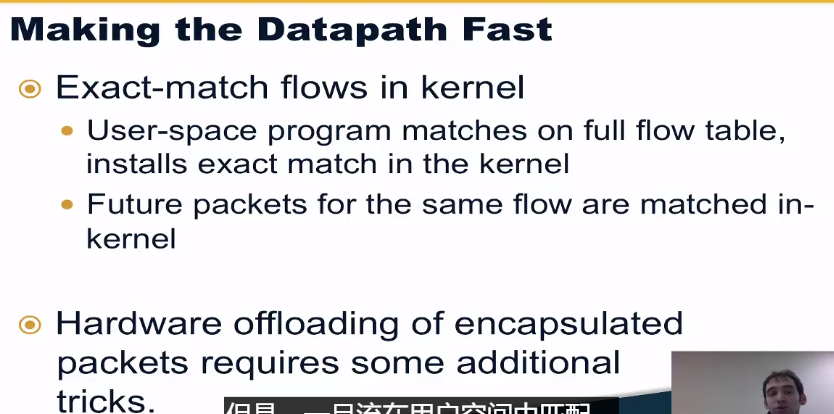 Making the Datapath Fast
Exact-match flows in kernel
User-space program matches on full flow table,
installs exact match in the kernel
Future packets for the same flow are matched in-
kernel
Hardware offloading of encapsulated
packets requires some additional
tricks.
但是，一旦流在用户空间中匹配